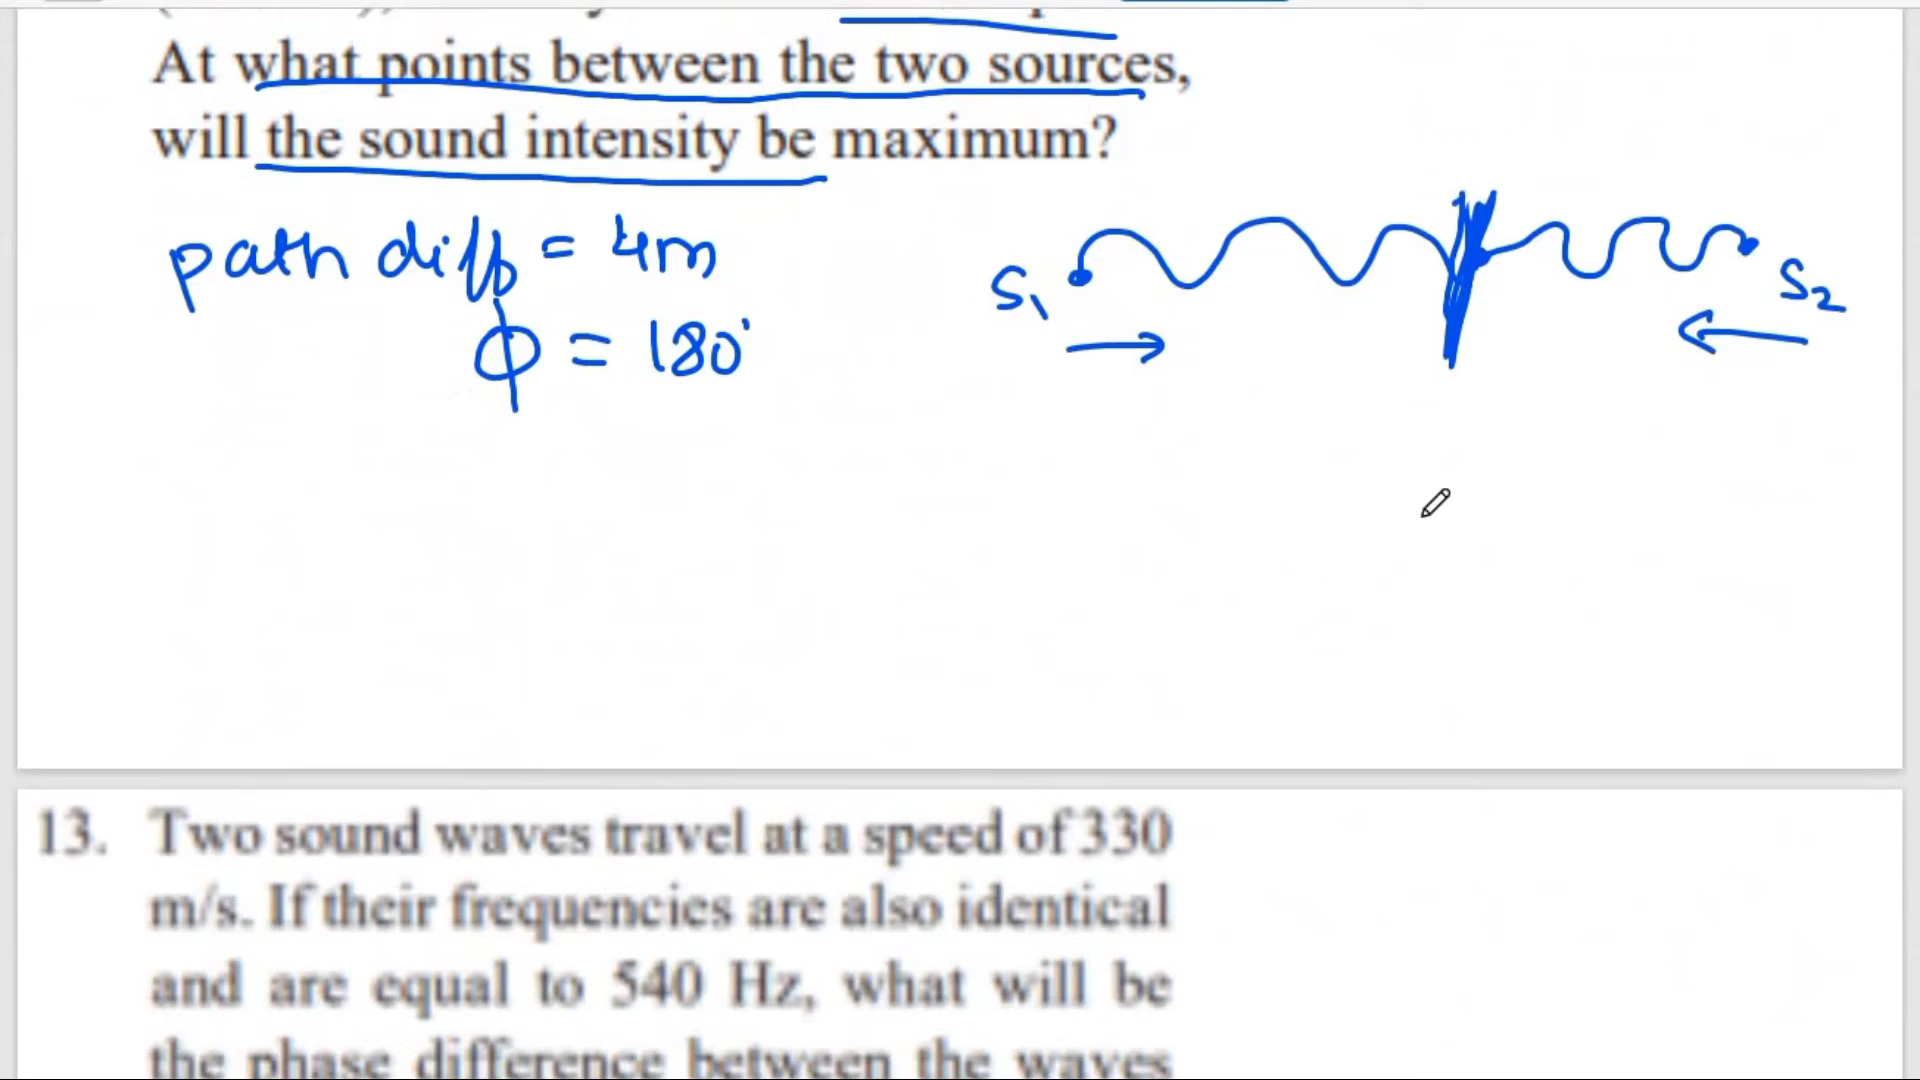 At what points between the two sources,
will the sound intensity be maximum?
path diff = 4m
ϕ = 180°
S₁
S₂
13. Two sound waves travel at a speed of 330
m/s. If their frequencies are also identical
and are equal to 540 Hz, what will be
the phase difference between the waves